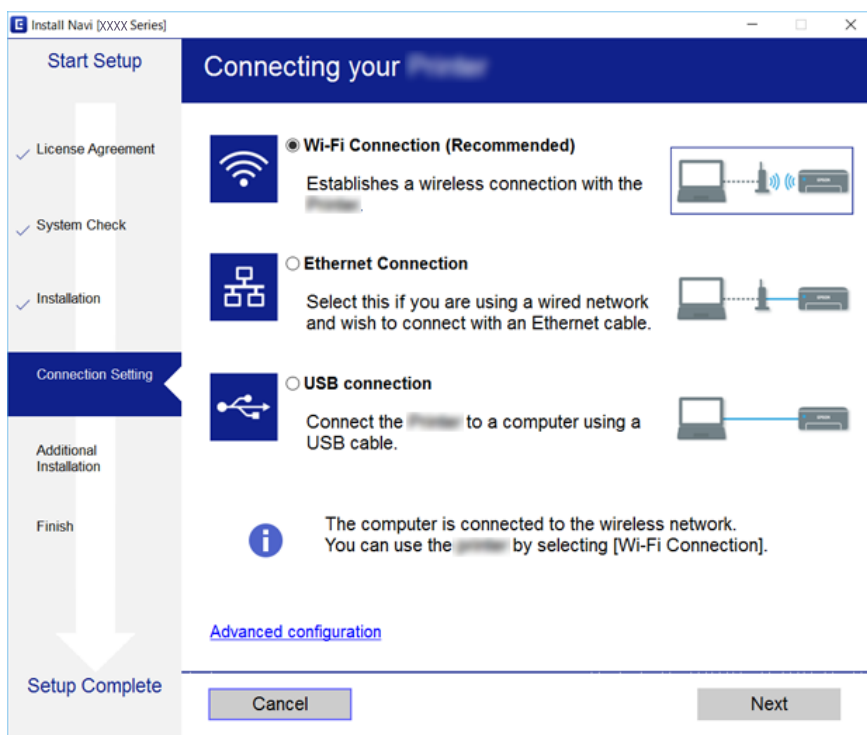 Install Navi [XXXX Series]
Start Setup
License Agreement
System Check
Installation
Connection Setting
Additional
Installation
Finish
Setup Complete
Connecting your
Wi-Fi Connection (Recommended)
Establishes a wireless connection with the
.
Ethernet Connection
Select this if you are using a wired network
and wish to connect with an Ethernet cable.
USB connection
Connect the to a computer using a
USB cable.
The computer is connected to the wireless network.
You can use the by selecting [Wi-Fi Connection].
Advanced configuration
Cancel
Next